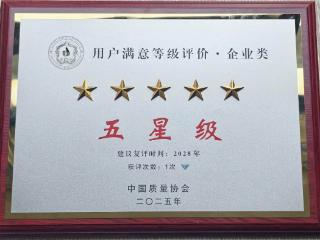 用户满意等级评价·企业类
五星级
建议复评时间：2028年
获评次数：1次
中国质量协会
二〇二五年